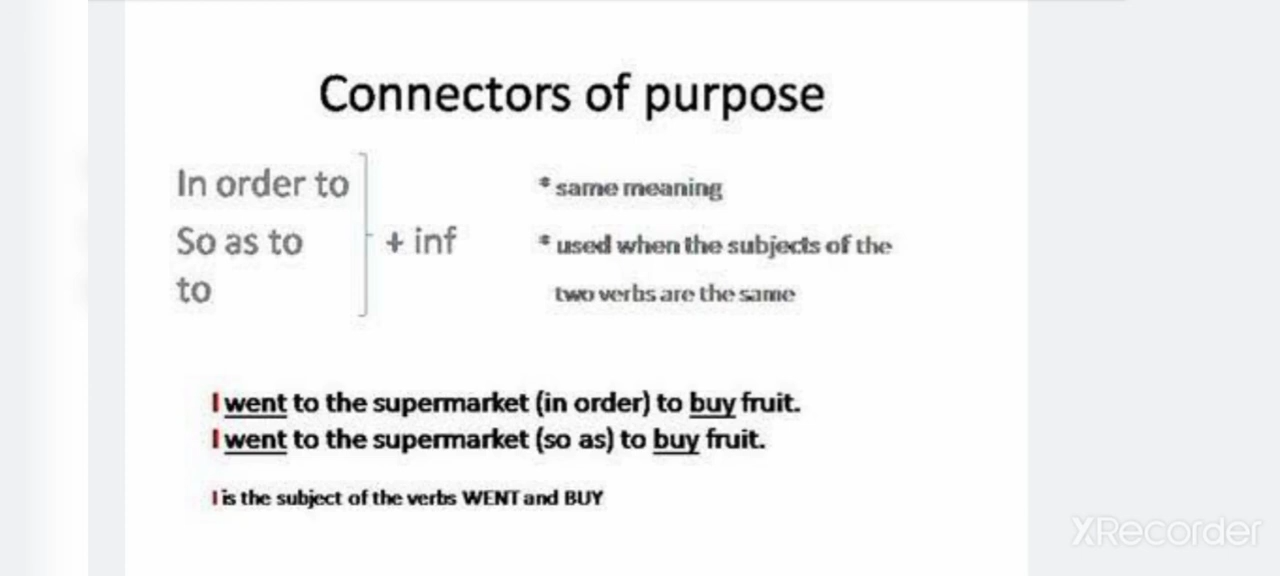 Connectors of purpose
In order to
So as to
to
+ inf
* same meaning
* used when the subjects of the
two verbs are the same
I went to the supermarket (in order) to buy fruit.
I went to the supermarket (so as) to buy fruit.
I is the subject of the verbs WENT and BUY
XRecorder